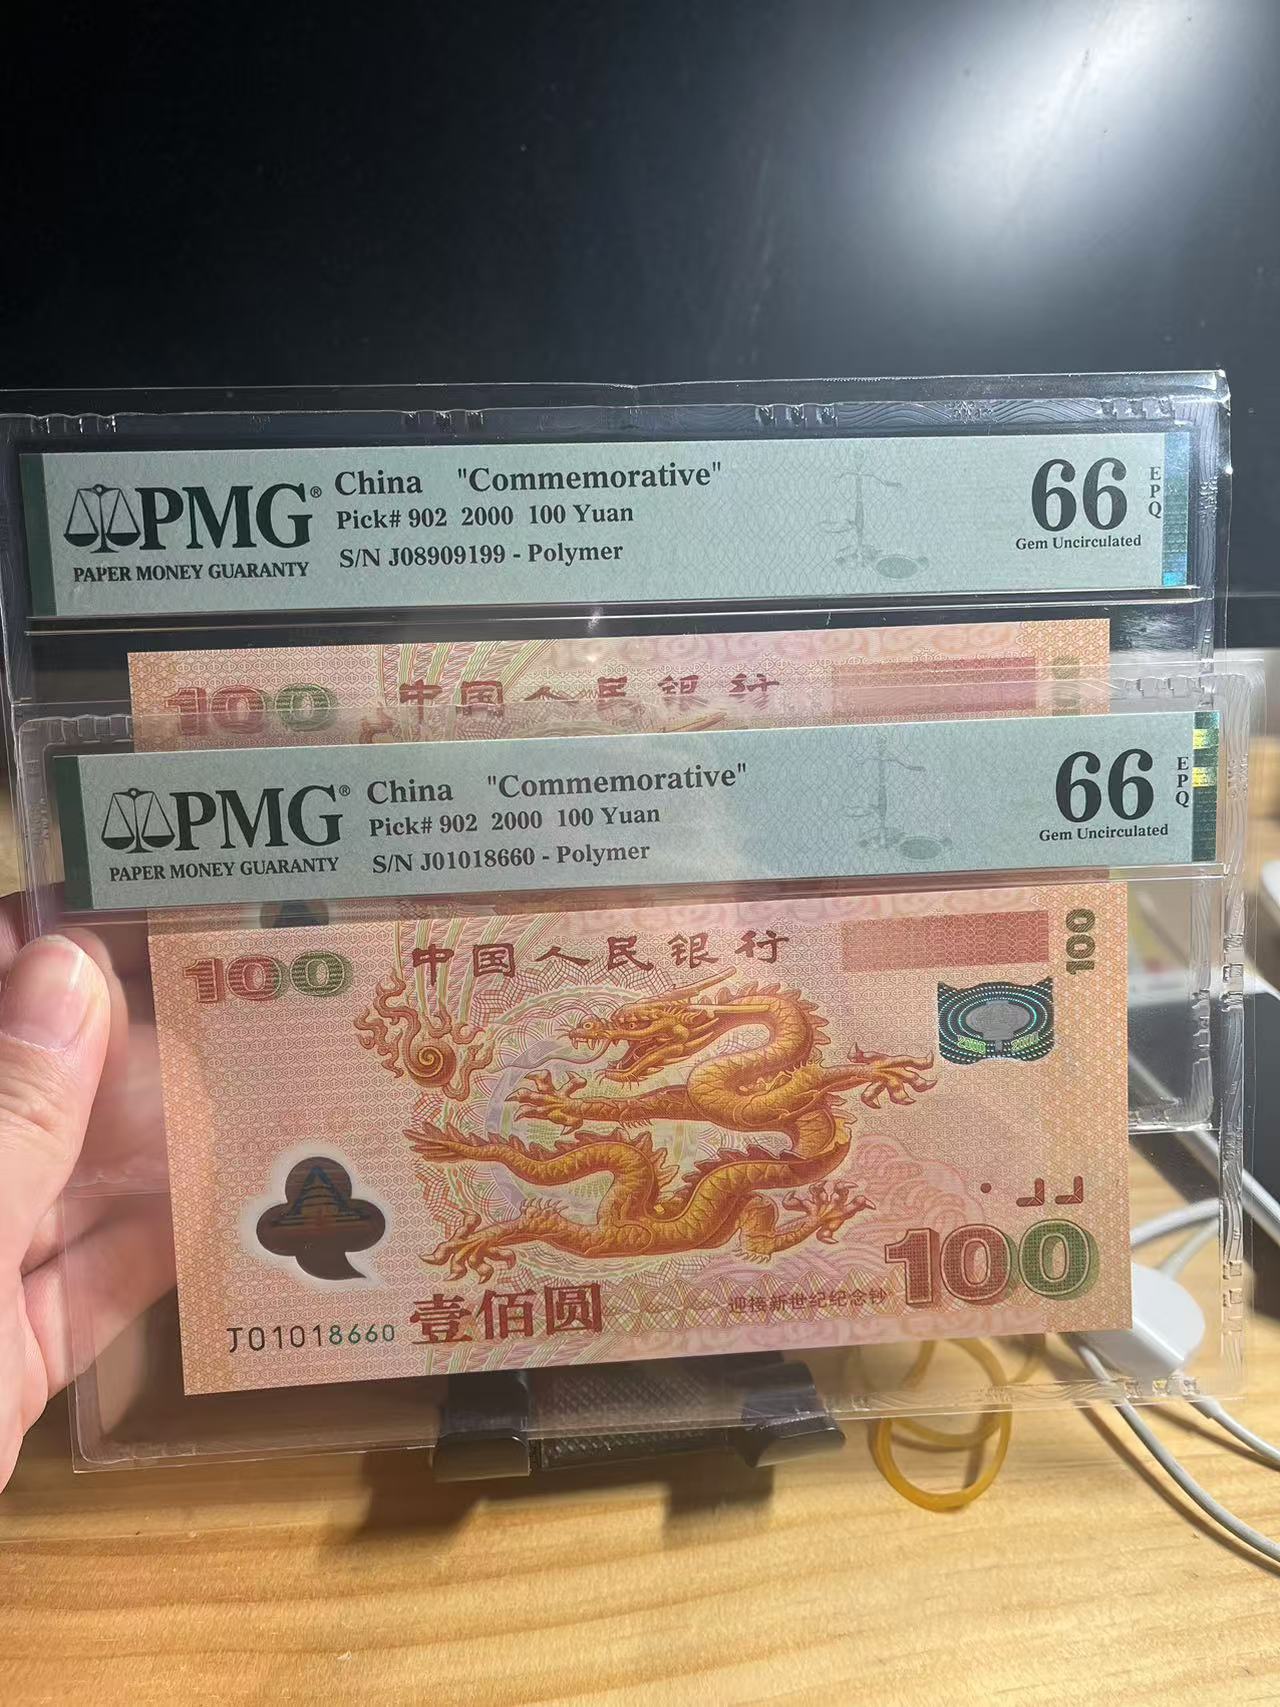 PMG®
PAPER MONEY GUARANTY
China "Commemorative"
Pick# 902 2000 100 Yuan
S/N J08909199 - Polymer
66
EPQ
Gem Uncirculated
100
中国人民银行
PMG®
PAPER MONEY GUARANTY
China "Commemorative"
Pick# 902 2000 100 Yuan
S/N J01018660 - Polymer
66
EPQ
Gem Uncirculated
100
中国人民银行
100
J01018660
壹佰圆
迎接新世纪纪念钞
100